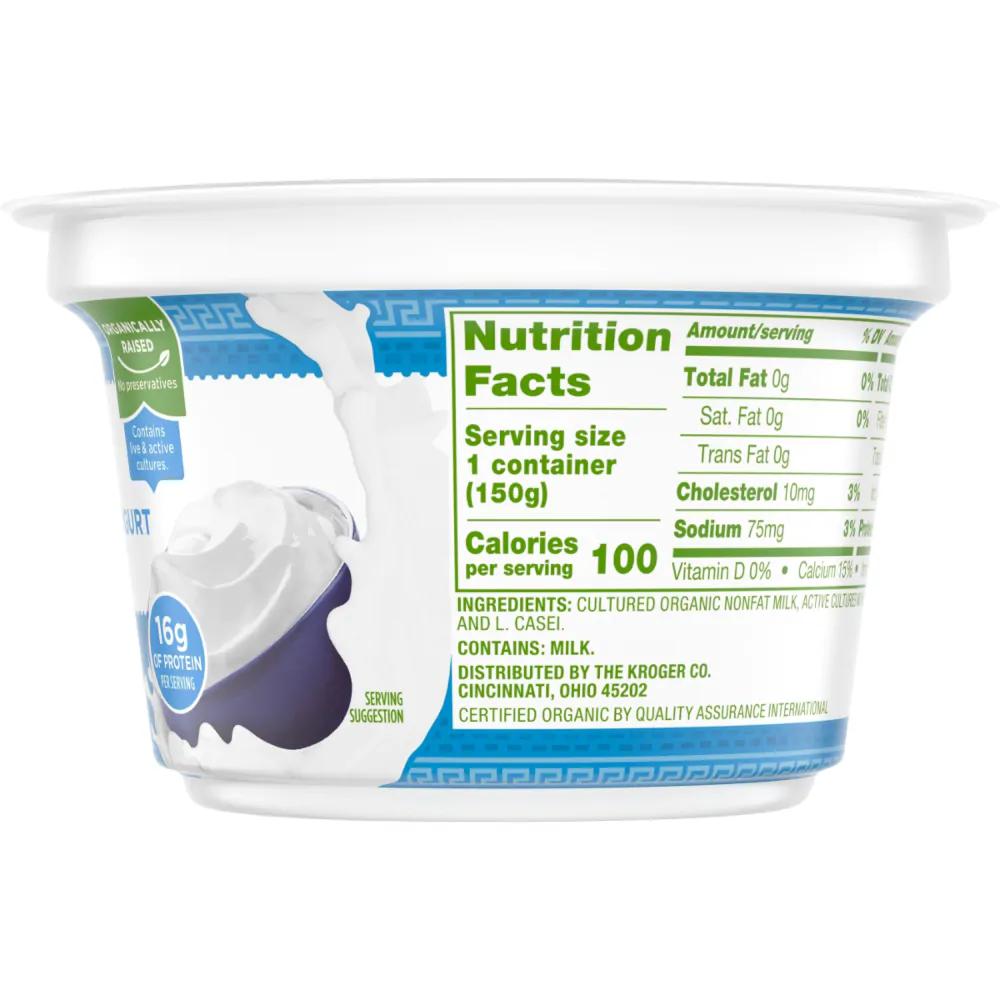 ORGANICALLY
RAISED
No preservatives
Contains
live & active
cultures.
16g
OF PROTEIN
PER SERVING
SERVING
SUGGESTION
Nutrition
Facts
Serving size
1 container
(150g)
Calories
per serving 100
Amount/serving % DV
Total Fat 0g 0%
Sat. Fat 0g 0%
Trans Fat 0g
Cholesterol 10mg 3%
Sodium 75mg 3%
Vitamin D 0% • Calcium 15% •
INGREDIENTS: CULTURED ORGANIC NONFAT MILK, ACTIVE CULTURES
AND L. CASEI.
CONTAINS: MILK.
DISTRIBUTED BY THE KROGER CO.
CINCINNATI, OHIO 45202
CERTIFIED ORGANIC BY QUALITY ASSURANCE INTERNATIONAL